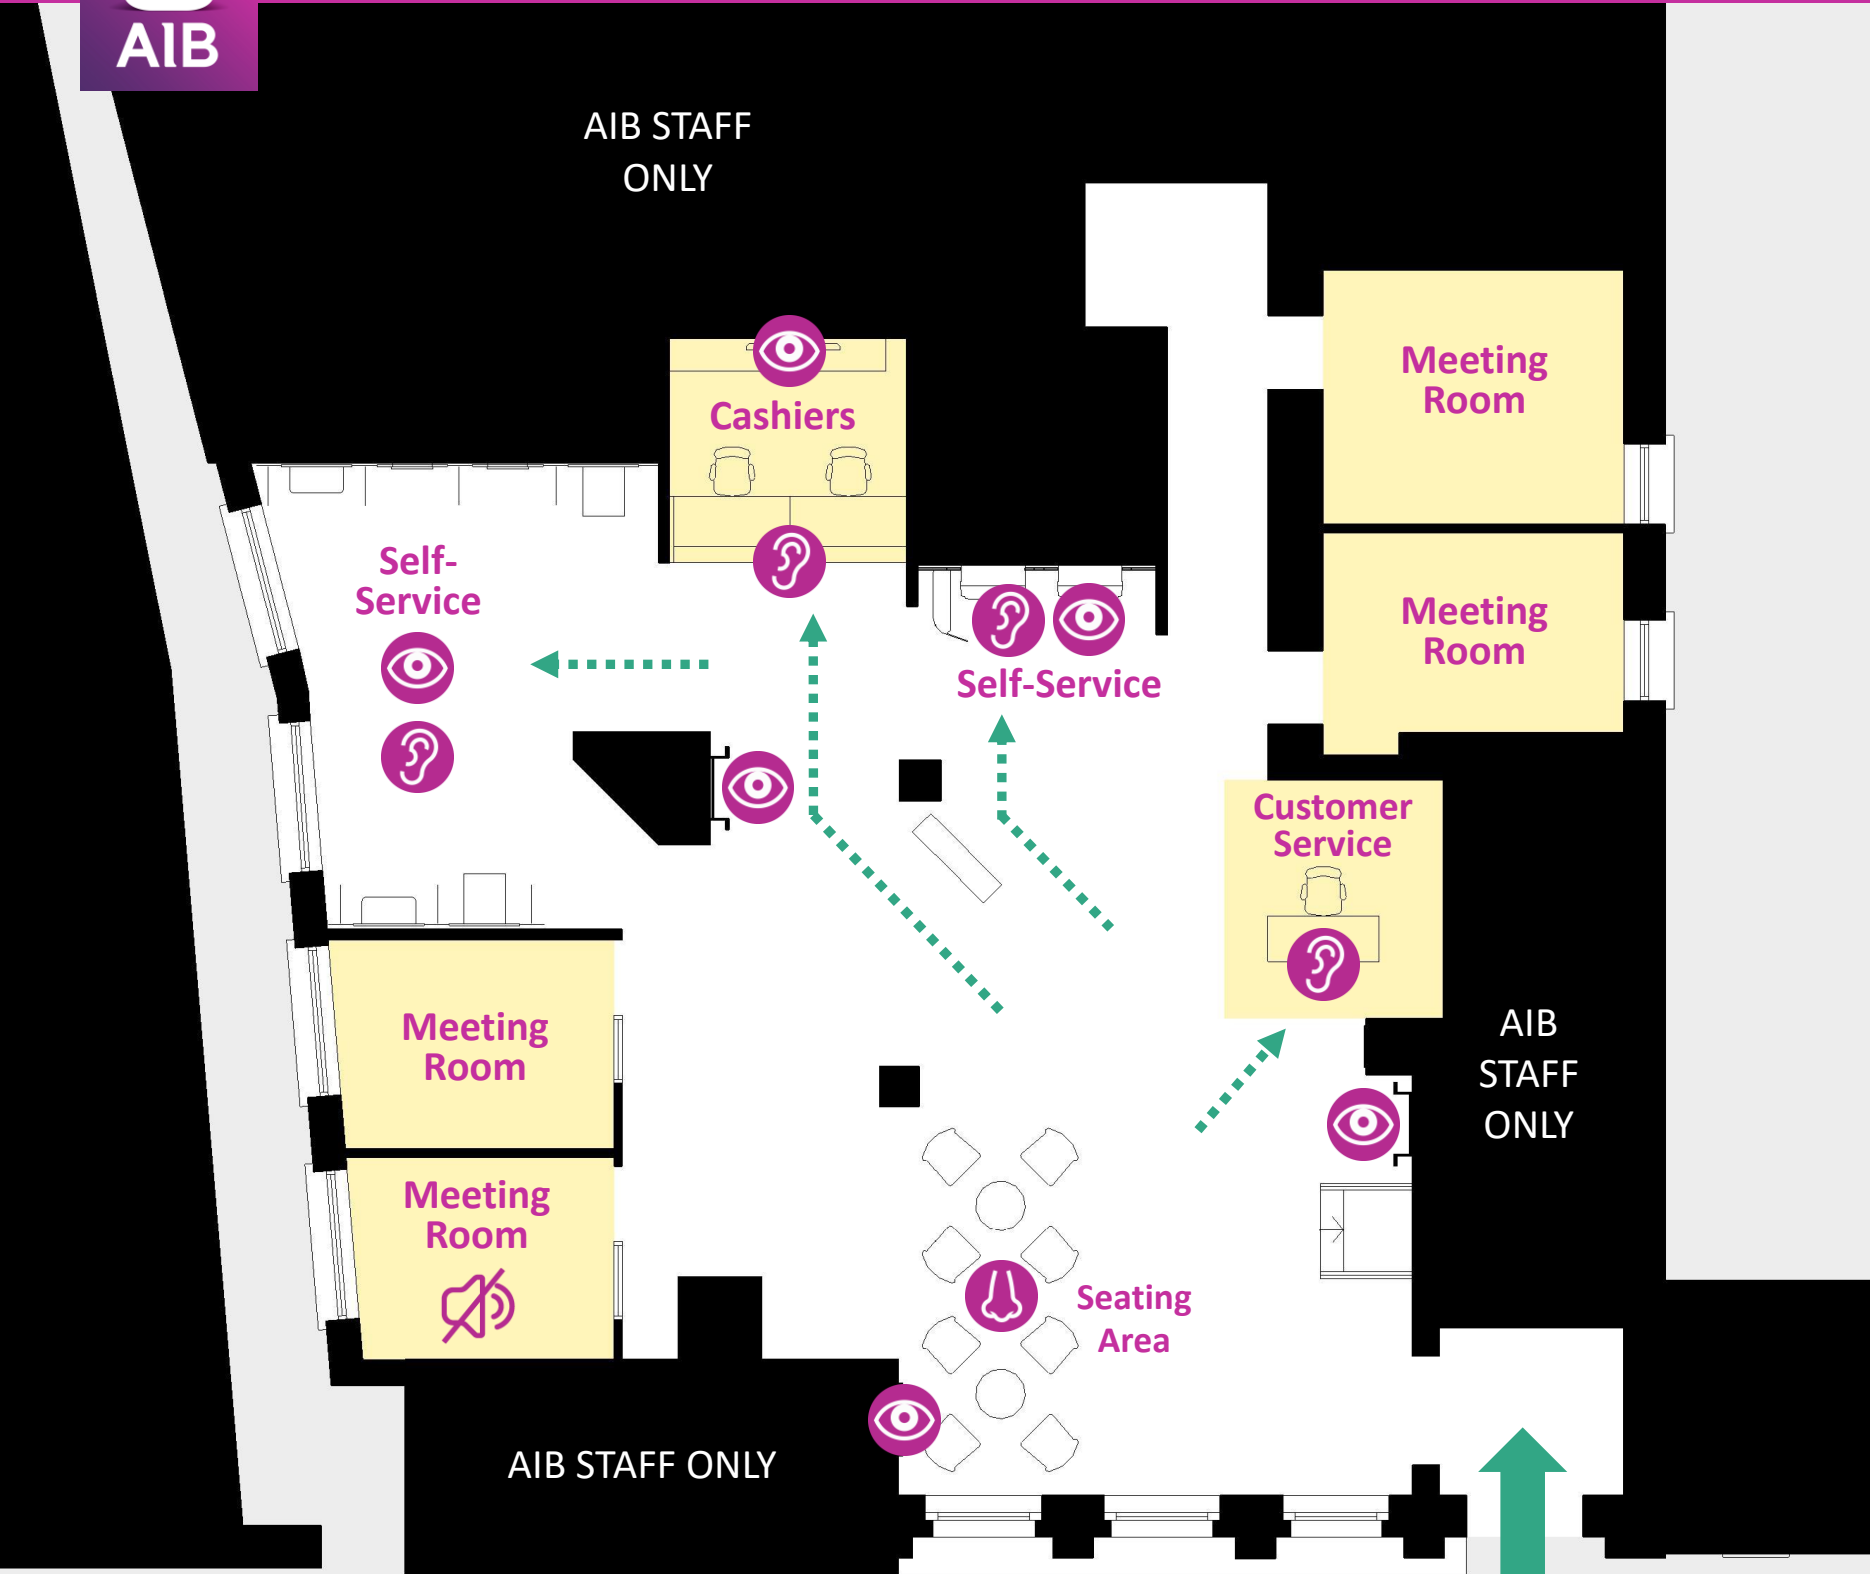 AIB
AIB STAFF
ONLY
Meeting
Room
Cashiers
Self-
Service
Meeting
Room
Self-Service
Customer
Service
Meeting
Room
AIB
STAFF
ONLY
Meeting
Room
Seating
Area
AIB STAFF ONLY